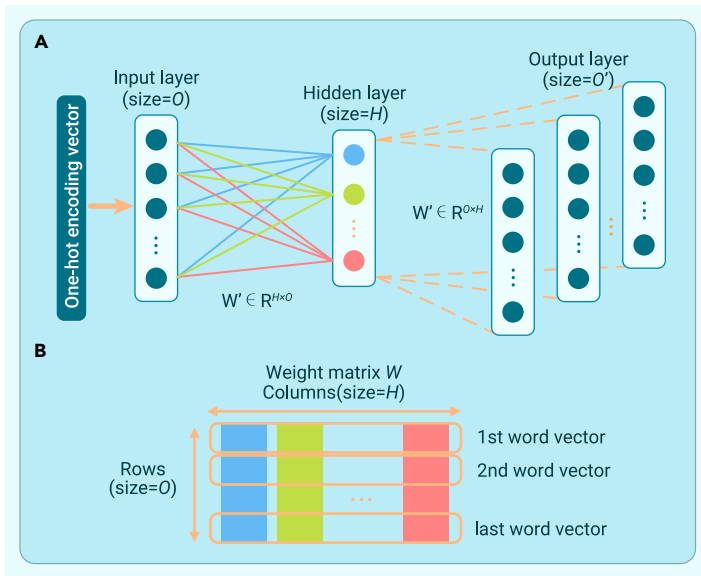 A
One-hot encoding vector
Input layer
(size=O)
Hidden layer
(size=H)
Output layer
(size=O')
W' ∈ R^{H×O}
W' ∈ R^{O×H}
B
Weight matrix W
Columns(size=H)
Rows
(size=O)
1st word vector
2nd word vector
last word vector